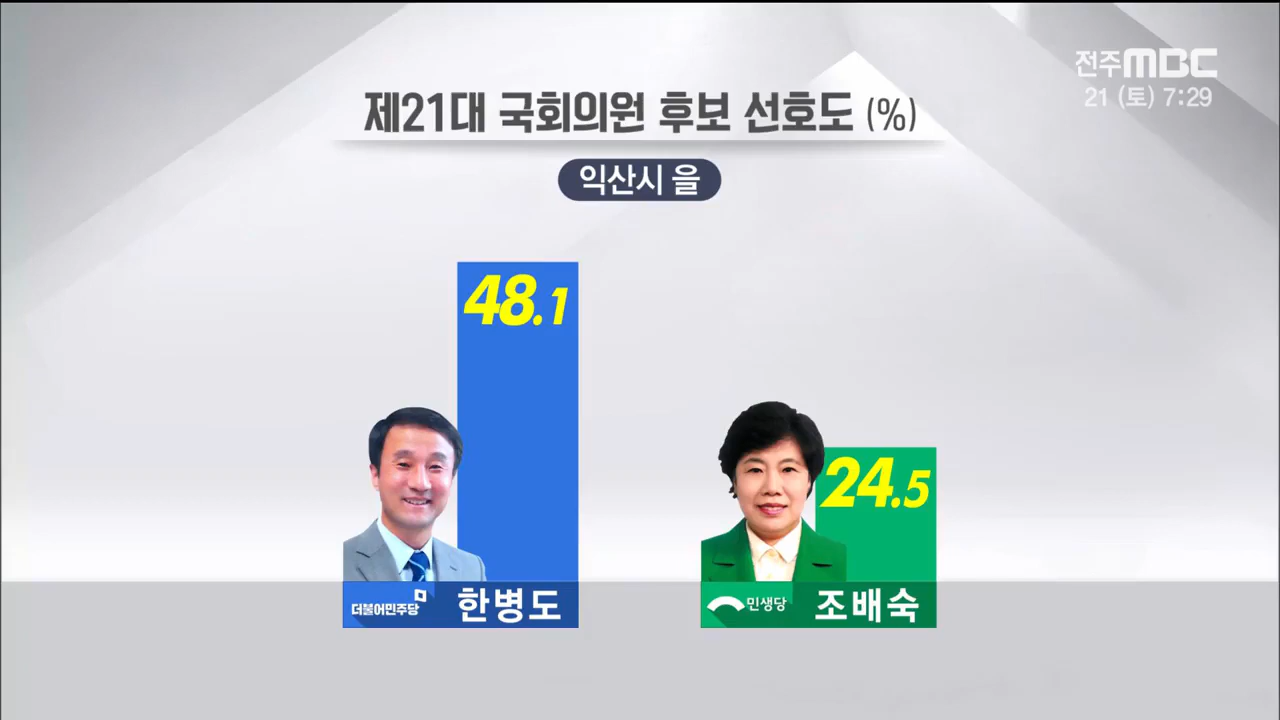 전주MBC
21 (토) 7:29
제21대 국회의원 후보 선호도 (%)
익산시 을
48.1
24.5
더불어민주당 한병도
민생당 조배숙